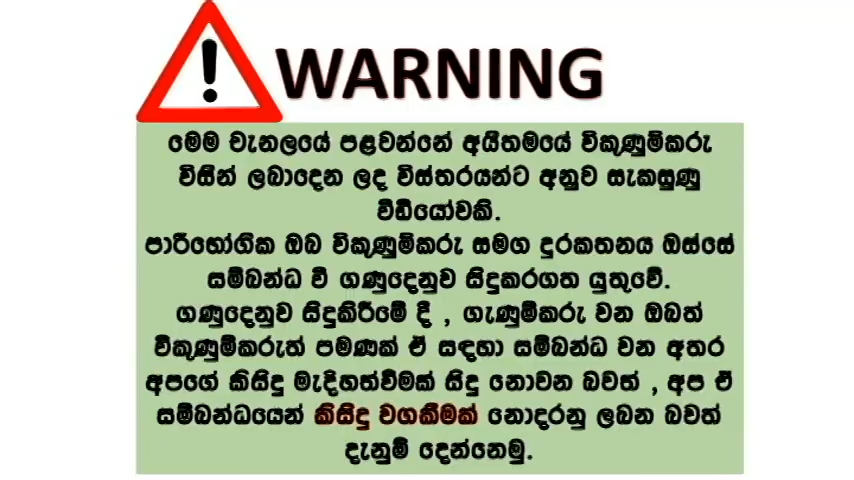 WARNING
මෙම චැනලයේ පළවන්නේ අයිතමයේ විකුණුම්කරු
විසින් ලබාදෙන ලද විස්තරයන්ට අනුව සැකසුණු
වීඩියෝවකි.
පාරිභෝගික ඔබ විකුණුම්කරු සමග දුරකතනය ඔස්සේ
සම්බන්ධ වී ගණුදෙනුව සිදුකරගත යුතුවේ.
ගණුදෙනුව සිදුකිරීමේ දී , ගැණුම්කරු වන ඔබත්
විකුණුම්කරුත් පමණක් ඒ සඳහා සම්බන්ධ වන අතර
අපගේ කිසිදු මැදිහත්වීමක් සිදු නොවන බවත් , අප ඒ
සම්බන්ධයෙන් කිසිදු වගකීමක් නොදරනු ලබන බවත්
දැනුම් දෙන්නෙමු.